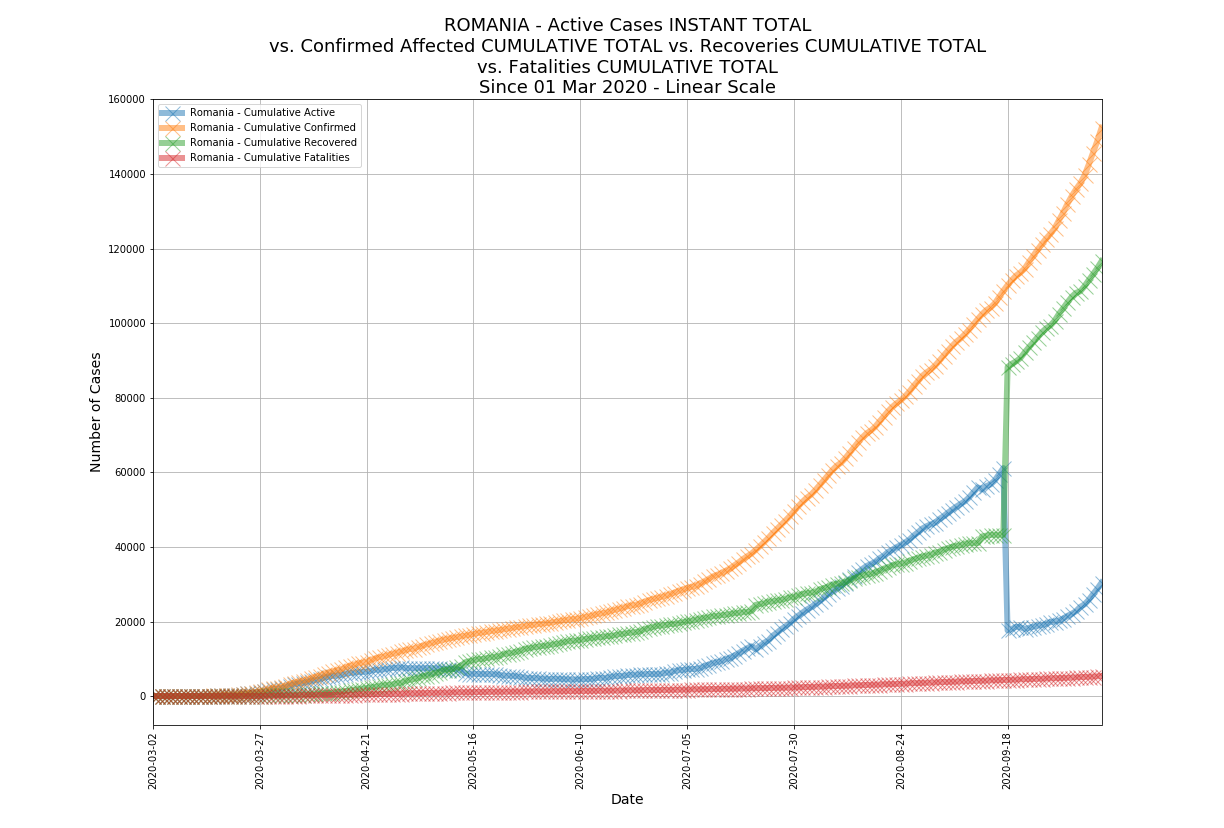 ROMANIA - Active Cases INSTANT TOTAL
vs. Confirmed Affected CUMULATIVE TOTAL vs. Recoveries CUMULATIVE TOTAL
vs. Fatalities CUMULATIVE TOTAL
Since 01 Mar 2020 - Linear Scale
Romania - Cumulative Active
Romania - Cumulative Confirmed
Romania - Cumulative Recovered
Romania - Cumulative Fatalities
Number of Cases
160000
140000
120000
100000
80000
60000
40000
20000
0
2020-03-02
2020-03-27
2020-04-21
2020-05-16
2020-06-10
2020-07-05
2020-07-30
2020-08-24
2020-09-18
Date